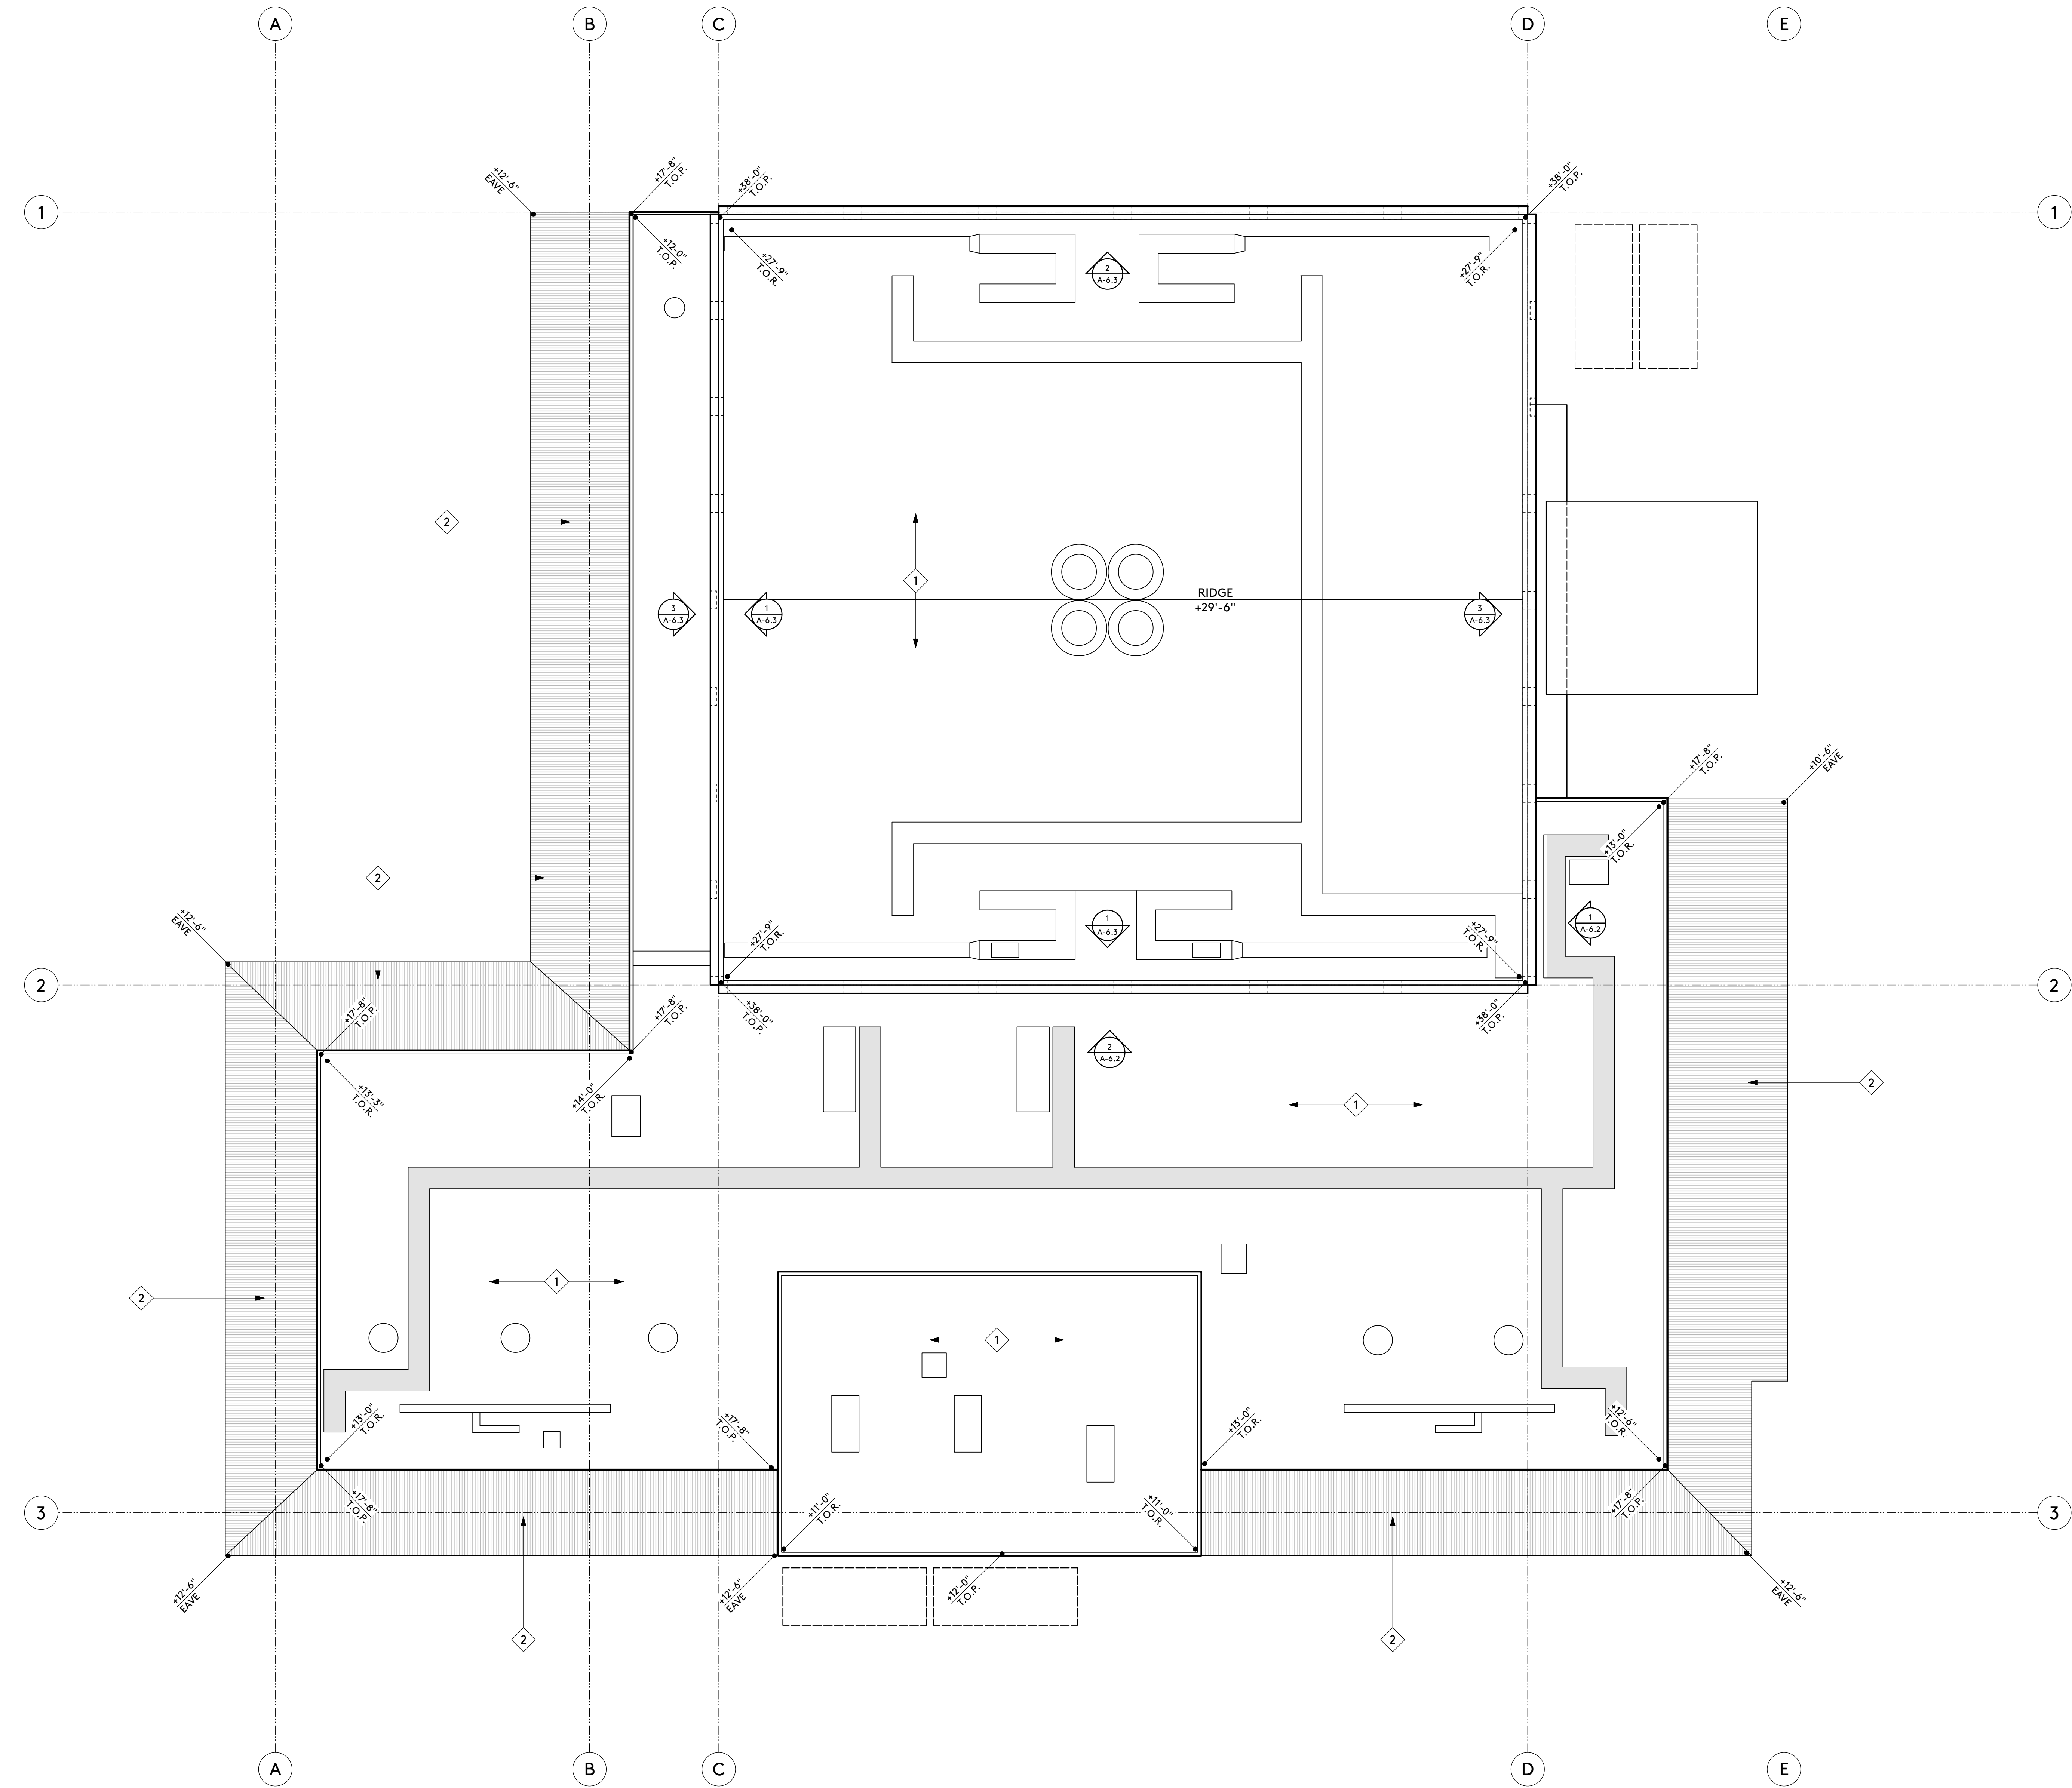 A
B
C
D
E
1
1
+12'-6"
EAVE
+17'-8"
T.O.P.
+38'-0"
T.O.P.
+38'-0"
T.O.P.
+12-0"
T.O.P.
+27'-9"
T.O.R.
2
A-6.3
+27'-9"
T.O.R.
2
1
RIDGE
+29'-6"
3
A-6.3
1
A-6.3
3
A-6.3
+17'-8"
T.O.P.
+10'-6"
EAVE
+13'-0"
T.O.R.
2
+12'-6"
EAVE
+27'-9"
T.O.R.
1
A-6.3
+27'-9"
T.O.R.
1
A-6.2
2
2
+17'-8"
T.O.P.
+17'-8"
T.O.P.
+38'-0"
T.O.P.
+38'-0"
T.O.P.
2
A-6.2
+13'-3"
T.O.R.
+14'-0"
T.O.R.
1
2
1
2
1
+13'-0"
T.O.R.
+17'-8"
T.O.P.
+13'-0"
T.O.R.
+12'-6"
T.O.R.
+17'-8"
T.O.P.
+11'-0"
T.O.R.
+11'-0"
T.O.R.
+17'-8"
T.O.P.
3
3
+12'-6"
EAVE
+12'-6"
EAVE
+12'-0"
T.O.P.
+12'-6"
EAVE
2
2
A
B
C
D
E